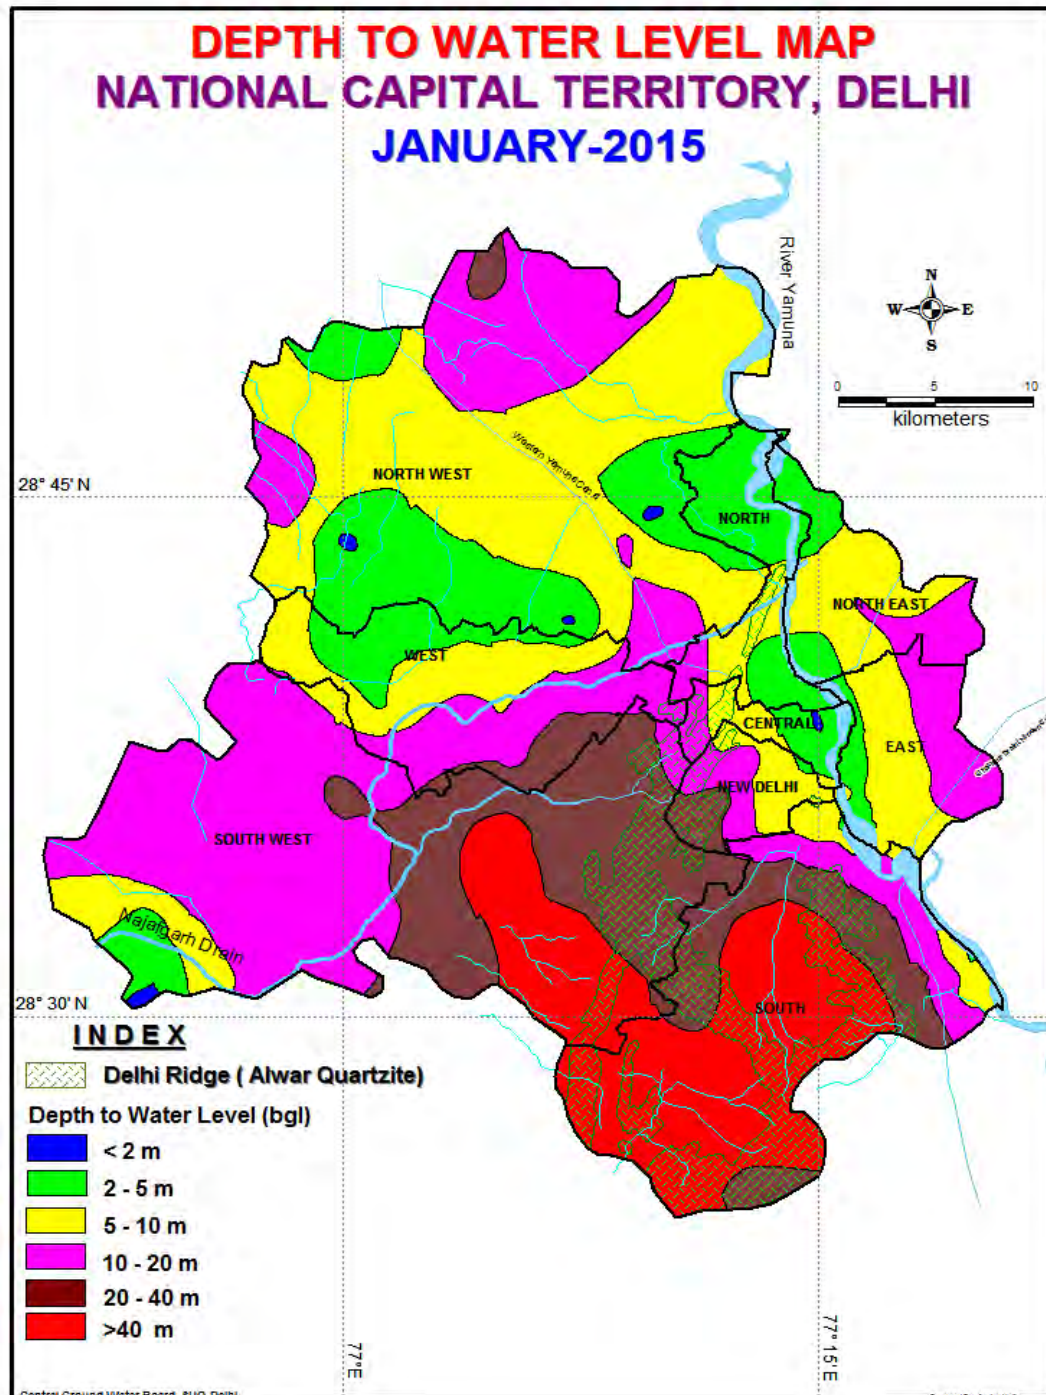 DEPTH TO WATER LEVEL MAP
NATIONAL CAPITAL TERRITORY, DELHI
JANUARY-2015
River Yamuna
N
W
E
S
0
5
10
kilometers
28° 45' N
NORTH WEST
Western Yamuna Canal
NORTH
NORTH EAST
WEST
CENTRAL
EAST
NEW DELHI
SOUTH WEST
Najafgarh Drain
28° 30' N
SOUTH
INDEX
Delhi Ridge ( Alwar Quartzite)
Depth to Water Level (bgl)
< 2 m
2 - 5 m
5 - 10 m
10 - 20 m
20 - 40 m
>40 m
77° E
77° 15' E